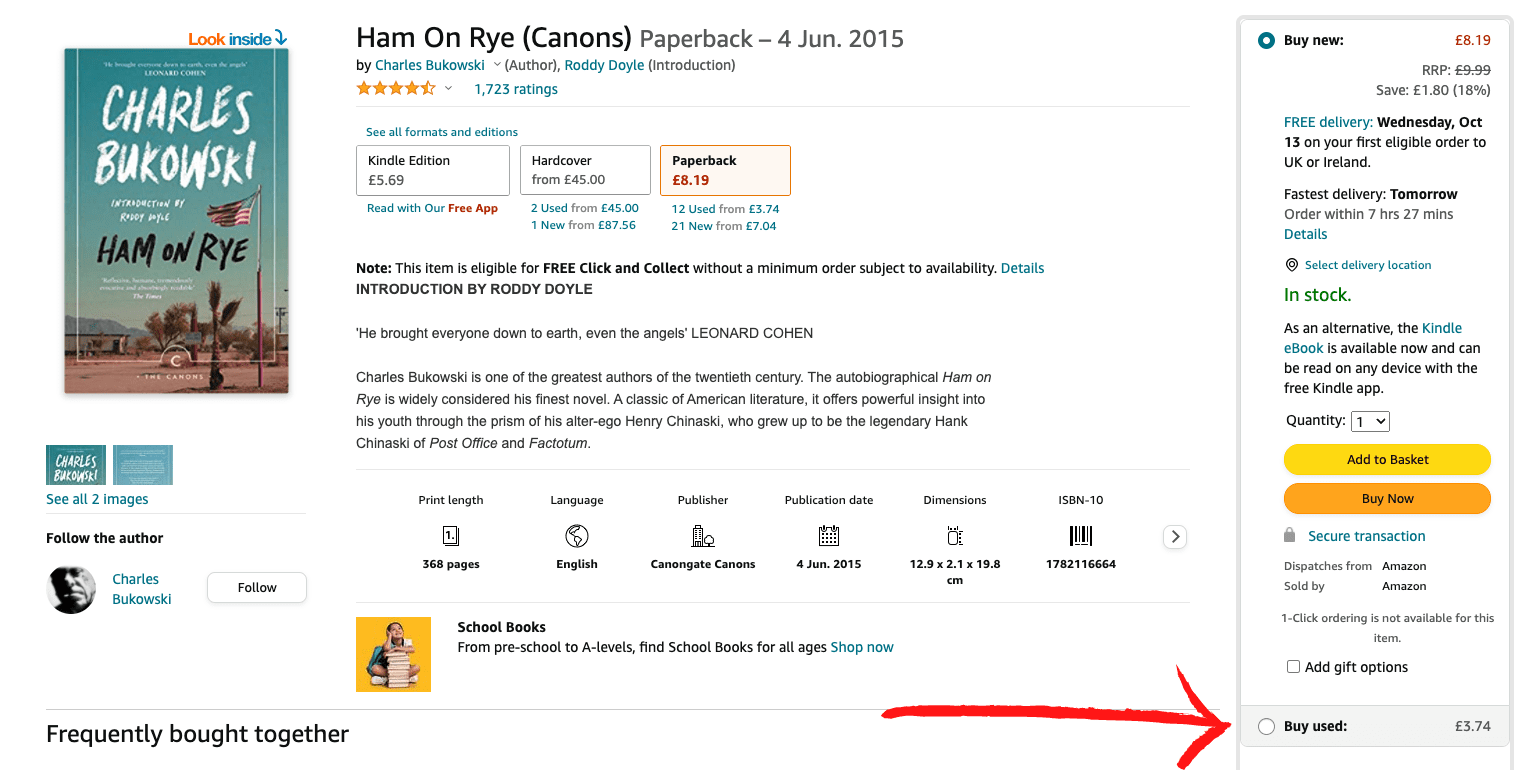 Look inside
'He brought everyone down to earth, even the angels'
LEONARD COHEN
CHARLES
BUKOWSKI
INTRODUCTION BY
RODDY DOYLE
HAM ON RYE
'Reflective, humane, tremendously
evocative and absorbingly readable'
The Times
C
• THE CANONS •
CHARLES
BUKOWSKI
See all 2 images
Follow the author
Charles
Bukowski
Follow
Ham On Rye (Canons) Paperback – 4 Jun. 2015
by Charles Bukowski (Author), Roddy Doyle (Introduction)
1,723 ratings
See all formats and editions
Kindle Edition
£5.69
Read with Our Free App
Hardcover
from £45.00
2 Used from £45.00
1 New from £87.56
Paperback
£8.19
12 Used from £3.74
21 New from £7.04
Note: This item is eligible for FREE Click and Collect without a minimum order subject to availability. Details
INTRODUCTION BY RODDY DOYLE
'He brought everyone down to earth, even the angels' LEONARD COHEN
Charles Bukowski is one of the greatest authors of the twentieth century. The autobiographical Ham on
Rye is widely considered his finest novel. A classic of American literature, it offers powerful insight into
his youth through the prism of his alter-ego Henry Chinaski, who grew up to be the legendary Hank
Chinaski of Post Office and Factotum.
Print length
1.
368 pages
Language
English
Publisher
Canongate Canons
Publication date
4 Jun. 2015
Dimensions
12.9 x 2.1 x 19.8
cm
ISBN-10
1782116664
School Books
From pre-school to A-levels, find School Books for all ages Shop now
Frequently bought together
Buy new: £8.19
RRP: £9.99
Save: £1.80 (18%)
FREE delivery: Wednesday, Oct
13 on your first eligible order to
UK or Ireland.
Fastest delivery: Tomorrow
Order within 7 hrs 27 mins
Details
Select delivery location
In stock.
As an alternative, the Kindle
eBook is available now and can
be read on any device with the
free Kindle app.
Quantity: 1
Add to Basket
Buy Now
Secure transaction
Dispatches from Amazon
Sold by Amazon
1-Click ordering is not available for this
item.
Add gift options
Buy used: £3.74